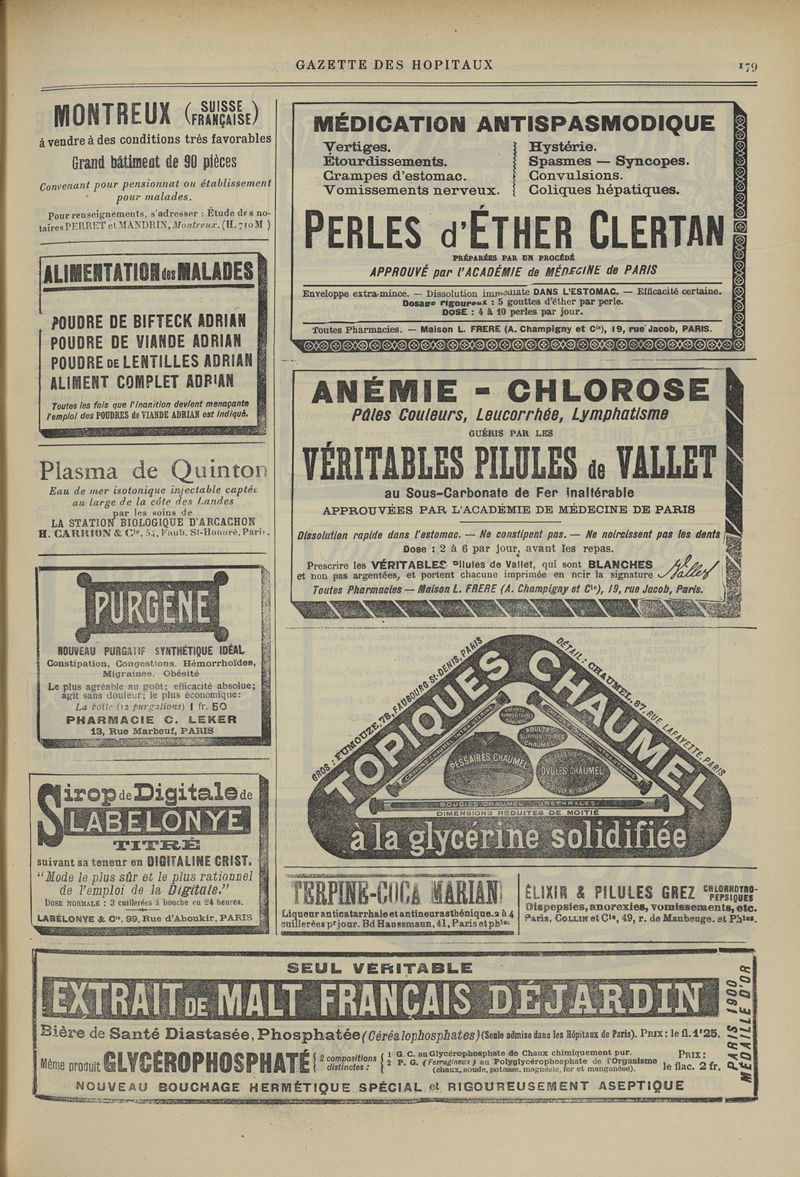 GAZETTE DES HOPITAUX
179
MONTREUX (SUISSE FRANÇAISE)
à vendre à des conditions très favorables
Grand bâtiment de 90 pièces
Convenant pour pensionnat ou établissement
pour malades.
Pour renseignements, s'adresser : Étude des no-
taires PERRET et MANDRIN, Montreux. (H. 710 M )
ALIMENTATION des MALADES
POUDRE DE BIFTECK ADRIAN
POUDRE DE VIANDE ADRIAN
POUDRE DE LENTILLES ADRIAN
ALIMENT COMPLET ADRIAN
Toutes les fois que l'inanition devient menaçante
l'emploi des POUDRES de VIANDE ADRIAN est indiqué.
Plasma de Quinton
Eau de mer isotonique injectable captée
au large de la côte des Landes
par les soins de
LA STATION BIOLOGIQUE D'ARCACHON
H. CARRION & Cie, 54, Faub. St-Honoré, Paris.
PURGÈNE
NOUVEAU PURGATIF SYNTHÉTIQUE IDÉAL
Constipation, Congestions, Hémorrhoïdes,
Migraines, Obésité
Le plus agréable au goût; efficacité absolue;
agit sans douleur; le plus économique:
La boîte (12 purgations) 1 fr. 50
PHARMACIE C. LEKER
13, Rue Marbeuf, PARIS
Sirop de Digitale de
LABELONYE
TITRÉ
suivant sa teneur en DIGITALINE CRIST.
"Mode le plus sûr et le plus rationnel
de l'emploi de la Digitale."
DOSE NORMALE : 3 cuillerées à bouche en 24 heures.
LABÉLONYE & Cie, 99, Rue d'Aboukir, PARIS
MÉDICATION ANTISPASMODIQUE
Vertiges. Hystérie.
Étourdissements. Spasmes — Syncopes.
Crampes d'estomac. Convulsions.
Vomissements nerveux. Coliques hépatiques.
PERLES d'ÉTHER CLERTAN
PRÉPARÉES PAR UN PROCÉDÉ
APPROUVÉ par l'ACADÉMIE de MÉDECINE de PARIS
Enveloppe extra-mince. — Dissolution immédiate DANS L'ESTOMAC. — Efficacité certaine.
Dosage rigoureux : 5 gouttes d'éther par perle.
DOSE : 4 à 10 perles par jour.
Toutes Pharmacies. — Maison L. FRERE (A. Champigny et Cie), 19, rue Jacob, PARIS.
ANÉMIE - CHLOROSE
Pâles Couleurs, Leucorrhée, Lymphatisme
GUÉRIS PAR LES
VÉRITABLES PILULES de VALLET
au Sous-Carbonate de Fer inaltérable
APPROUVÉES PAR L'ACADÉMIE DE MÉDECINE DE PARIS
Dissolution rapide dans l'estomac. — Ne constipent pas. — Ne noircissent pas les dents
Dose : 2 à 6 par jour, avant les repas.
Prescrire les VÉRITABLES Pilules de Vallet, qui sont BLANCHES
et non pas argentées, et portent chacune imprimée en noir la signature Vallet
Toutes Pharmacies — Maison L. FRERE (A. Champigny et Cie), 19, rue Jacob, Paris.
GROS : FUMOUZE, 78, FAUBOURG St-DENIS, PARIS
DÉTAIL : CHAUMEL, 87, RUE LAFAYETTE, PARIS
TOPIQUES CHAUMEL
ADULTES
SUPPOSITOIRES
CHAUMEL
PESSAIRES CHAUMEL
OVULES CHAUMEL
BOUGIES CHAUMEL URÉTHRALES
DIMENSIONS RÉDUITES DE MOITIÉ
à la glycérine solidifiée
TERPINE-COCA MARIANI
Liqueur anticatarrhale et antineurasthénique. 2 à 4
cuillerées pr jour. Bd Haussmann, 41, Paris et phies
ÉLIXIR & PILULES GREZ CHLORHYDRO-PEPSIQUES
Dispepsies, anorexies, vomissements, etc.
Paris, COLLIN et Cie, 49, r. de Maubeuge. et Phies.
SEUL VÉRITABLE
EXTRAIT DE MALT FRANÇAIS DÉJARDIN
Bière de Santé Diastasée, Phosphatée (Céréalophosphates) (Seule admise dans les Hôpitaux de Paris). PRIX : le fl. 1'25.
Même produit GLYCÉROPHOSPHATÉ 2 compositions distinctes :
1 G. C. au Glycérophosphate de Chaux chimiquement pur.
2 P. G. (Ferrugineux) au Polyglycérophosphate de l'Organisme
(chaux, soude, potasse, magnésie, fer et manganèse).
PRIX :
le flac. 2 fr.
NOUVEAU BOUCHAGE HERMÉTIQUE SPÉCIAL et RIGOUREUSEMENT ASEPTIQUE
PARIS 1900
MÉDAILLE D'OR